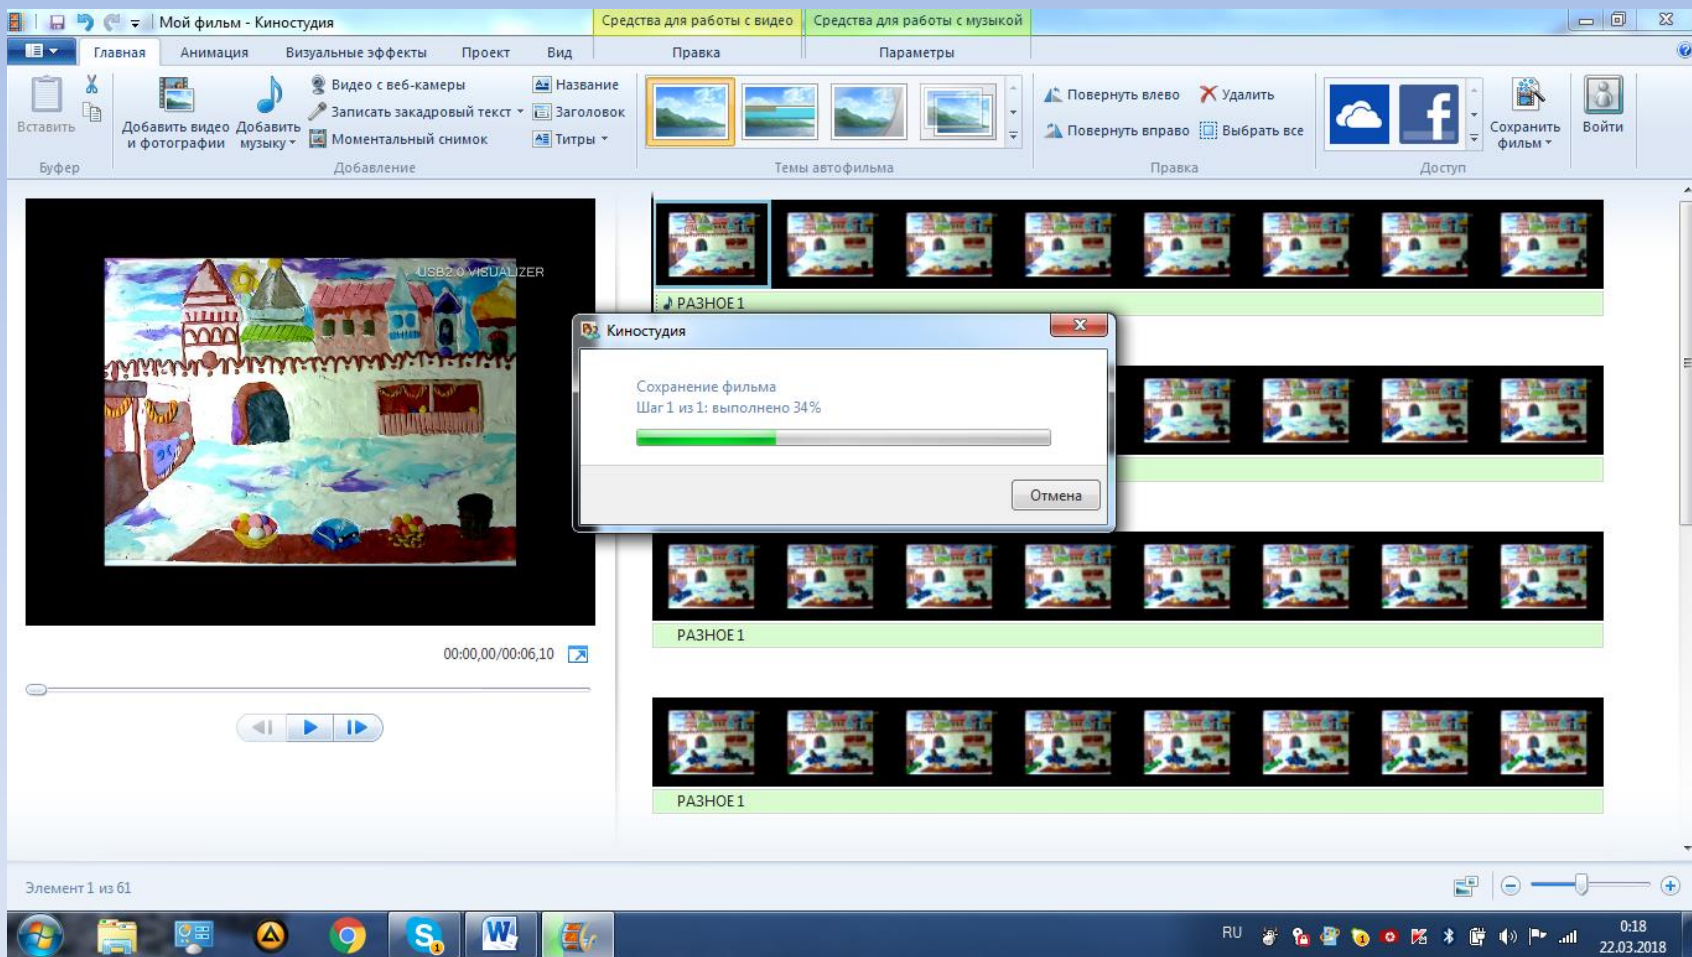 Мой фильм - Киностудия
Средства для работы с видео
Средства для работы с музыкой
Главная
Анимация
Визуальные эффекты
Проект
Вид
Правка
Параметры
Вставить
Буфер
Добавить видео
и фотографии
Добавить
музыку
Видео с веб-камеры
Записать закадровый текст
Моментальный снимок
Название
Заголовок
Титры
Добавление
Темы автофильма
Повернуть влево
Повернуть вправо
Удалить
Выбрать все
Правка
Сохранить
фильм
Доступ
Войти
USB2.0 VISUALIZER
РАЗНОЕ 1
Киностудия
Сохранение фильма
Шаг 1 из 1: выполнено 34%
Отмена
РАЗНОЕ 1
РАЗНОЕ 1
00:00,00/00:06,10
Элемент 1 из 61
RU
0:18
22.03.2018